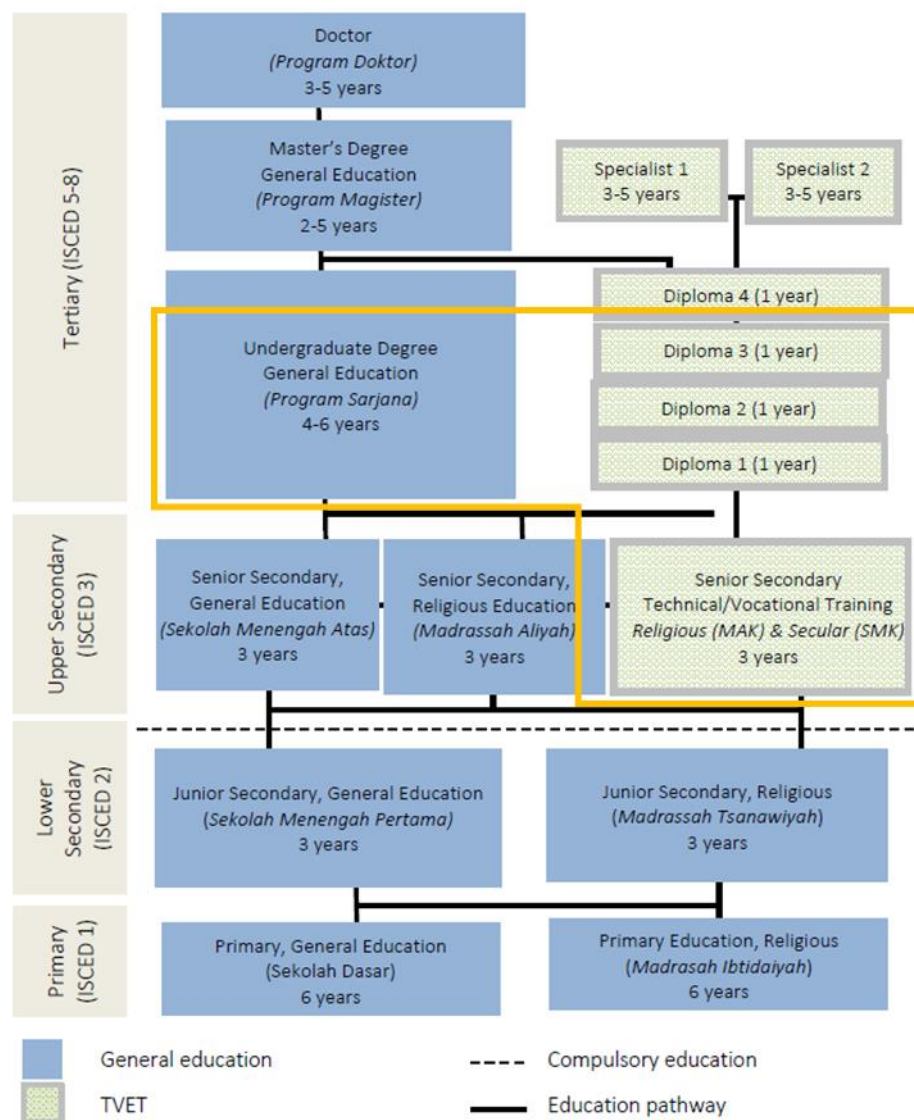 Doctor
(Program Doktor)
3-5 years
Master's Degree
General Education
(Program Magister)
2-5 years
Specialist 1
3-5 years
Specialist 2
3-5 years
Tertiary (ISCED 5-8)
Diploma 4 (1 year)
Undergraduate Degree
General Education
(Program Sarjana)
4-6 years
Diploma 3 (1 year)
Diploma 2 (1 year)
Diploma 1 (1 year)
Upper Secondary
(ISCED 3)
Senior Secondary,
General Education
(Sekolah Menengah Atas)
3 years
Senior Secondary,
Religious Education
(Madrassah Aliyah)
3 years
Senior Secondary
Technical/Vocational Training
Religious (MAK) & Secular (SMK)
3 years
Lower
Secondary
(ISCED 2)
Junior Secondary, General Education
(Sekolah Menengah Pertama)
3 years
Junior Secondary, Religious
(Madrassah Tsanawiyah)
3 years
Primary
(ISCED 1)
Primary, General Education
(Sekolah Dasar)
6 years
Primary Education, Religious
(Madrasah Ibtidaiyah)
6 years
General education
Compulsory education
TVET
Education pathway